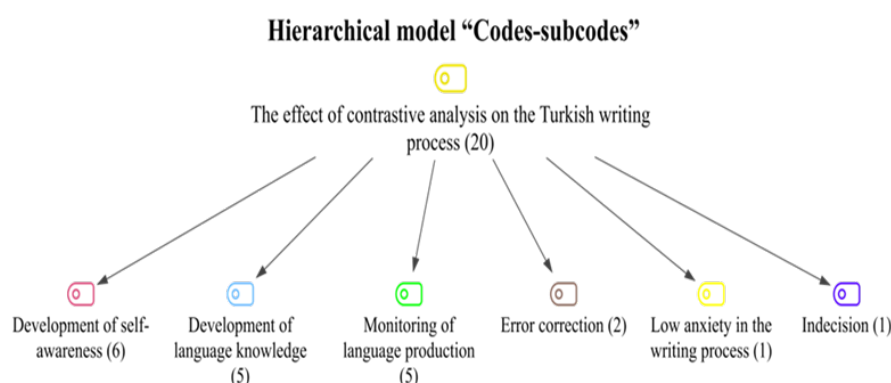 Hierarchical model “Codes-subcodes”
The effect of contrastive analysis on the Turkish writing
process (20)
Development of self-
awareness (6)
Development of
language knowledge
(5)
Monitoring of
language production
(5)
Error correction (2)
Low anxiety in the
writing process (1)
Indecision (1)